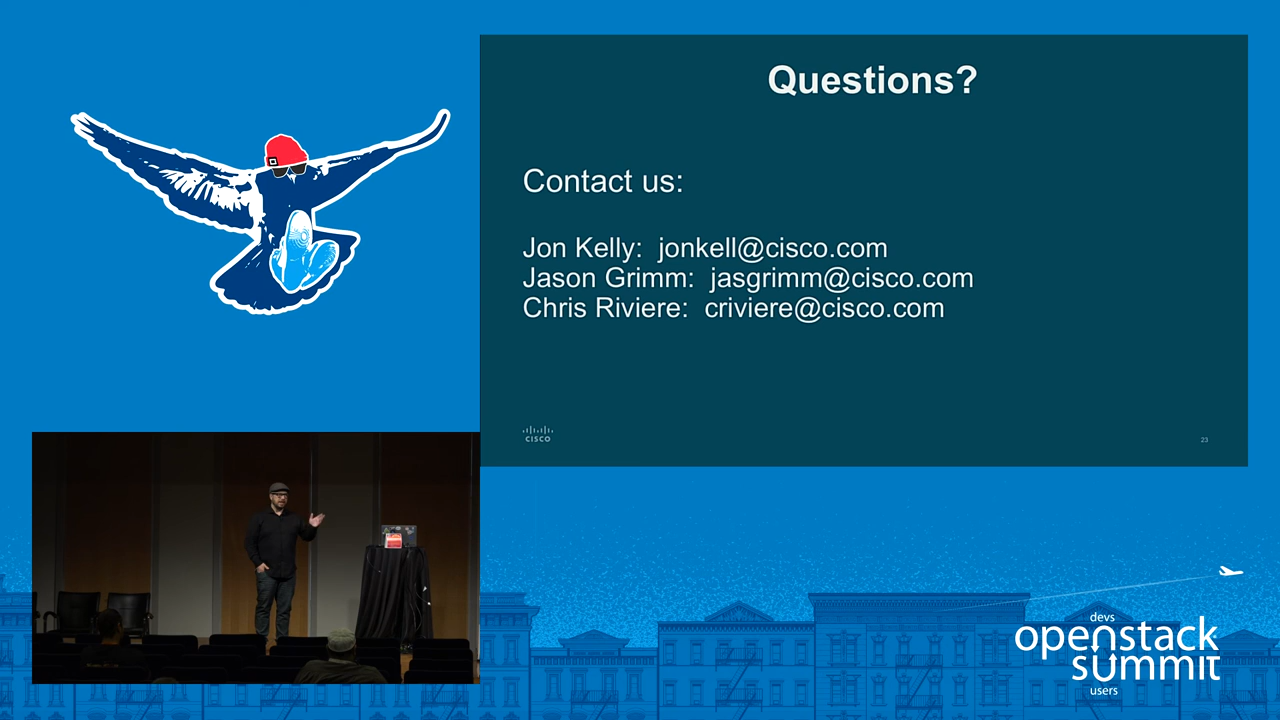 Questions?
Contact us:
Jon Kelly: jonkell@cisco.com
Jason Grimm: jasgrimm@cisco.com
Chris Riviere: criviere@cisco.com
CISCO
23
devs
openstack
summit
users